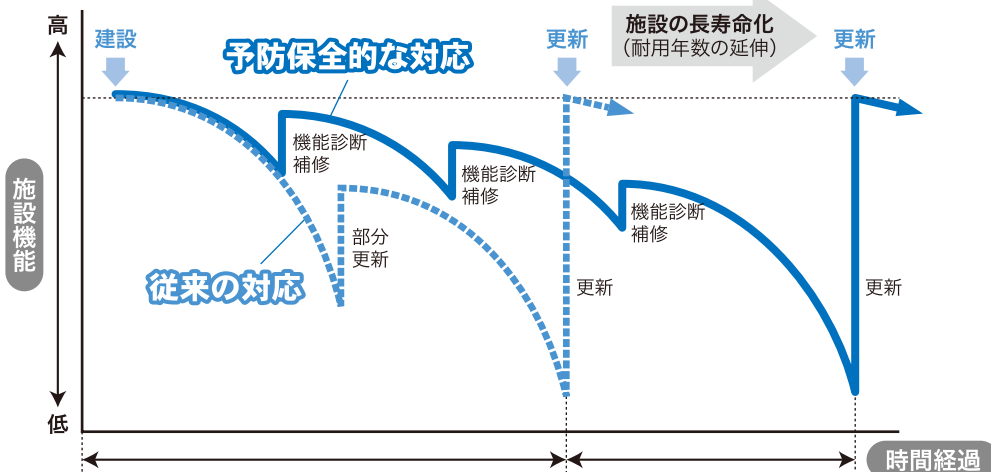 高
建設
予防保全的な対応
更新
施設の長寿命化
（耐用年数の延伸）
更新
機能診断
補修
機能診断
補修
機能診断
補修
施設機能
部分
更新
従来の対応
更新
更新
低
時間経過